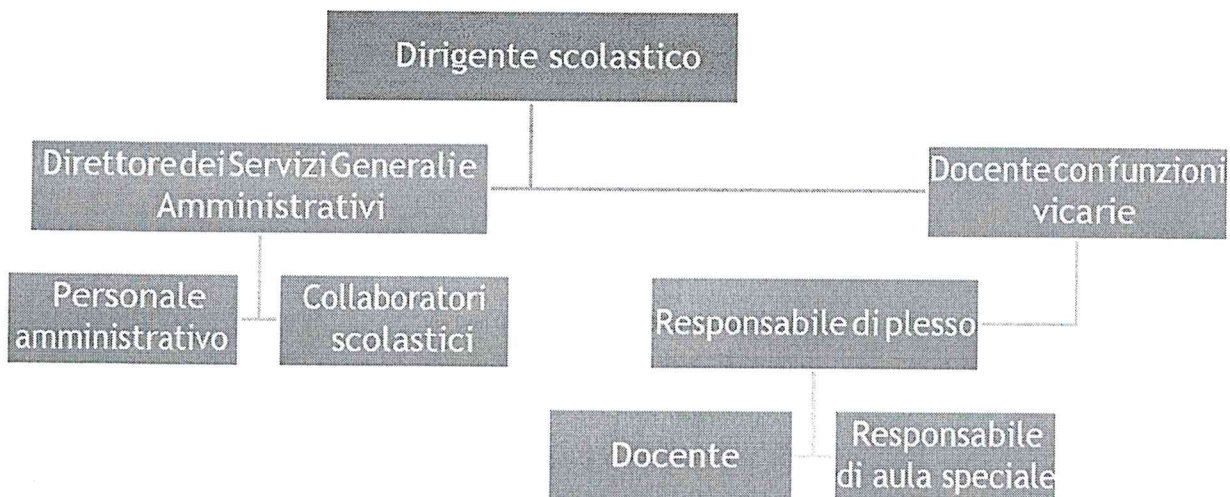 Dirigente scolastico
Direttore dei Servizi Generali e
Amministrativi
Docente con funzioni
vicarie
Personale
amministrativo
Collaboratori
scolastici
Responsabile di plesso
Docente
Responsabile
di aula speciale